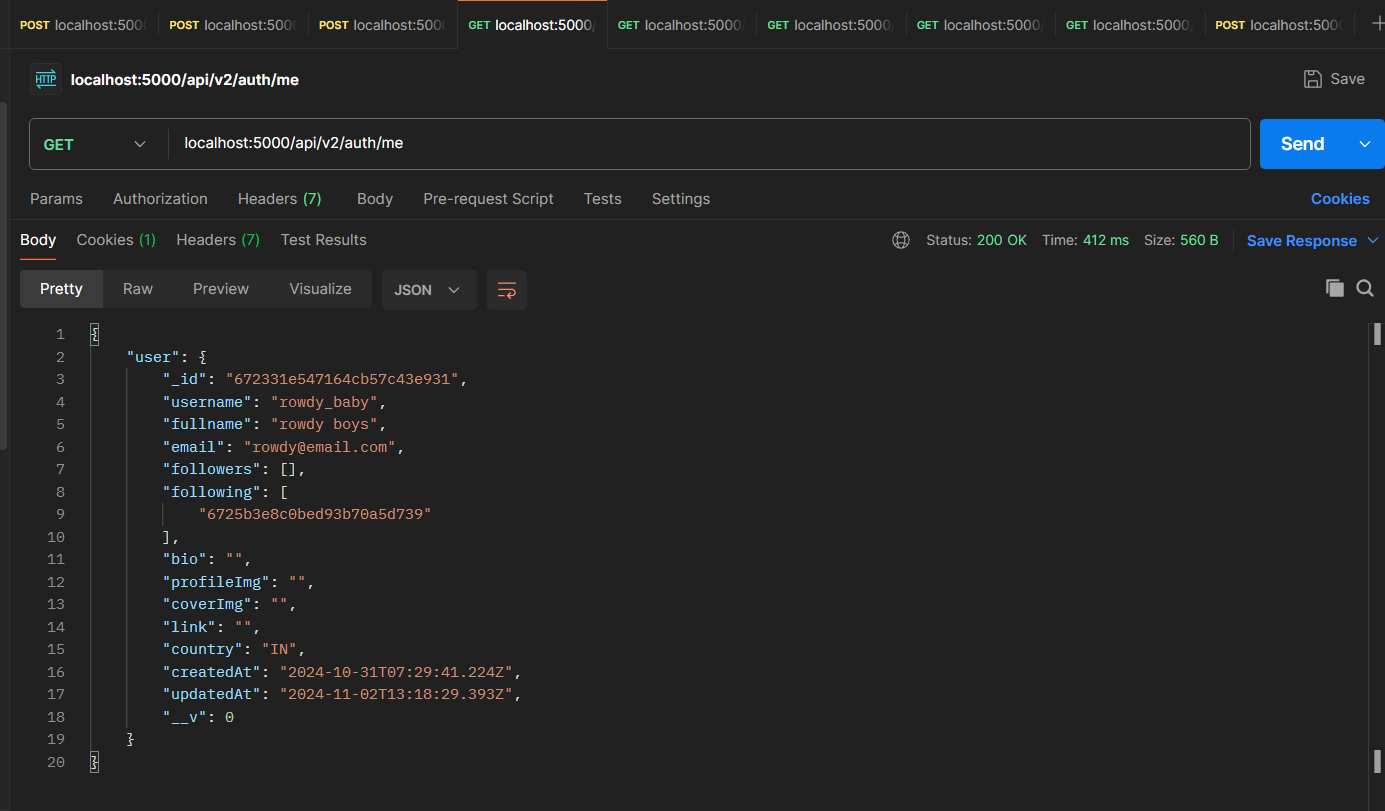 POST localhost:5000 POST localhost:5000 POST localhost:5000 GET localhost:5000/ GET localhost:5000/ GET localhost:5000/ GET localhost:5000/ GET localhost:5000/ POST localhost:5000 +
HTTP localhost:5000/api/v2/auth/me Save
GET localhost:5000/api/v2/auth/me Send
Params Authorization Headers (7) Body Pre-request Script Tests Settings Cookies
Body Cookies (1) Headers (7) Test Results Status: 200 OK Time: 412 ms Size: 560 B Save Response
Pretty Raw Preview Visualize JSON
1 {
2 "user": {
3 "_id": "672331e547164cb57c43e931",
4 "username": "rowdy_baby",
5 "fullname": "rowdy boys",
6 "email": "rowdy@email.com",
7 "followers": [],
8 "following": [
9 "6725b3e8c0bed93b70a5d739"
10 ],
11 "bio": "",
12 "profileImg": "",
13 "coverImg": "",
14 "link": "",
15 "country": "IN",
16 "createdAt": "2024-10-31T07:29:41.224Z",
17 "updatedAt": "2024-11-02T13:18:29.393Z",
18 "__v": 0
19 }
20 }